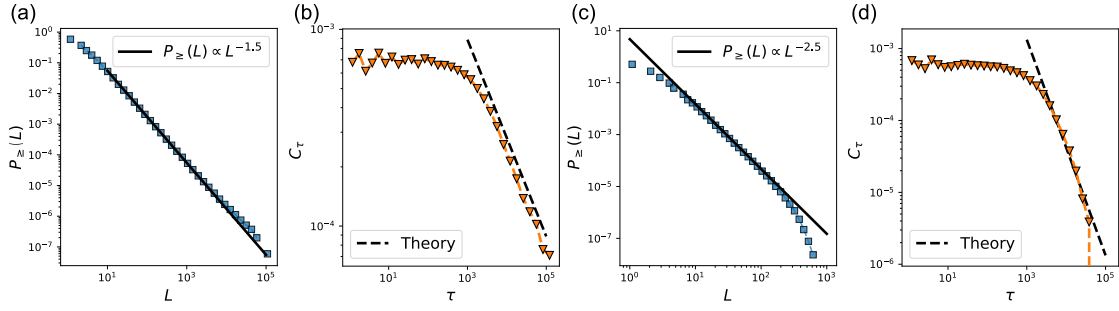 (a)
P≥(L) ∝ L^−1.5
10^0
10^−1
10^−2
10^−3
10^−4
10^−5
10^−6
10^−7
P≥(L)
10^1
10^3
10^5
L
(b)
10^−3
10^−4
C_τ
Theory
10^1
10^3
10^5
τ
(c)
P≥(L) ∝ L^−2.5
10^1
10^−1
10^−3
10^−5
10^−7
P≥(L)
10^0
10^1
10^2
10^3
L
(d)
10^−3
10^−4
10^−5
10^−6
C_τ
Theory
10^1
10^3
10^5
τ